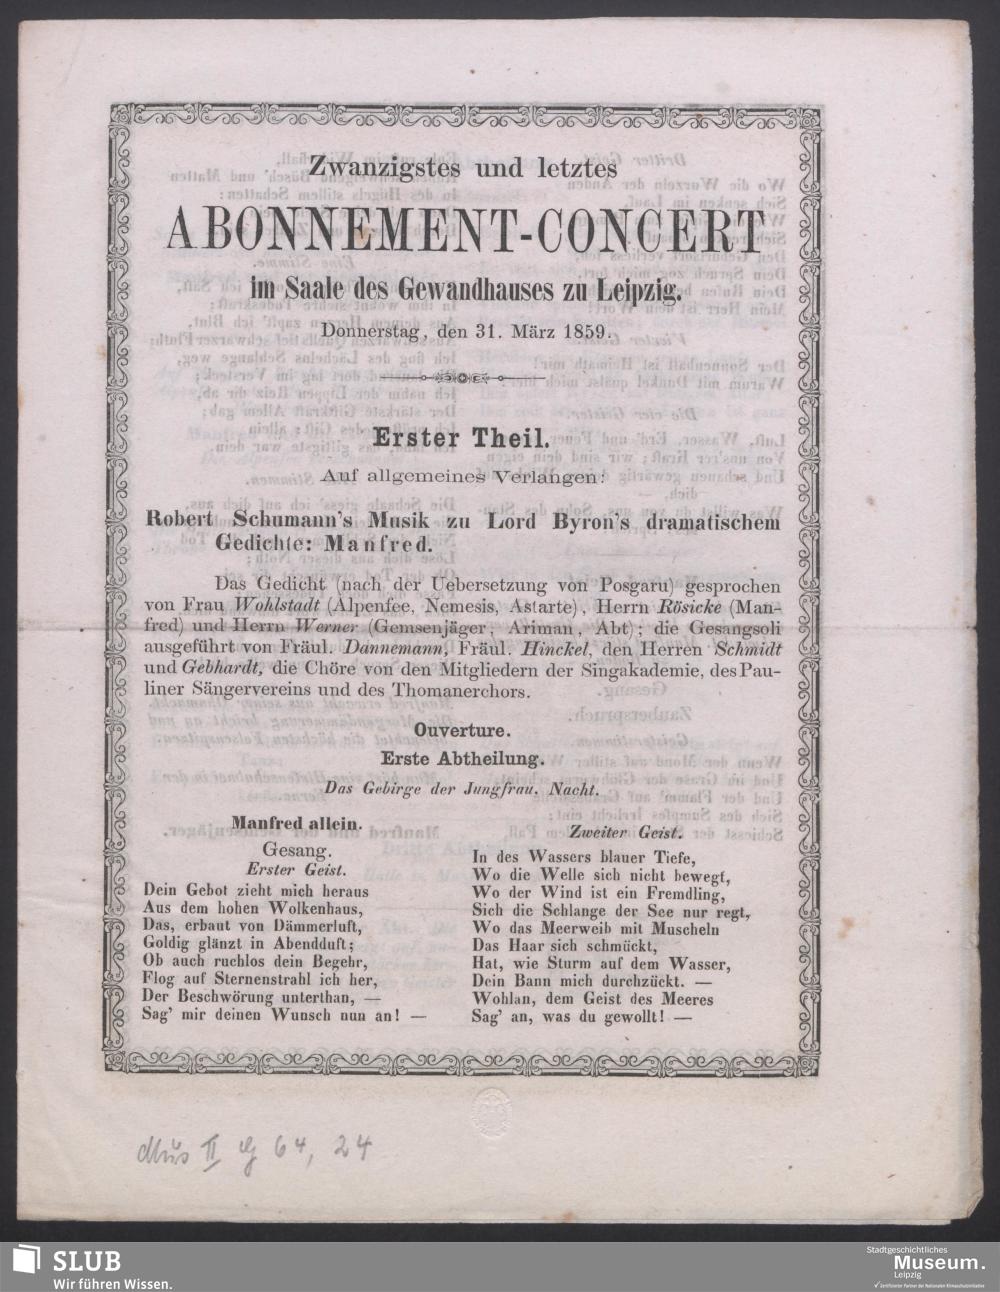 Zwanzigstes und letztes
ABONNEMENT-CONCERT
im Saale des Gewandhauses zu Leipzig.
Donnerstag, den 31. März 1859.
Erster Theil.
Auf allgemeines Verlangen:
Robert Schumann's Musik zu Lord Byron's dramatischem
Gedichte: Manfred.
Das Gedicht (nach der Uebersetzung von Posgaru) gesprochen
von Frau Wohlstadt (Alpenfee, Nemesis, Astarte), Herrn Rösicke (Man-
fred) und Herrn Werner (Gemsenjäger, Ariman, Abt); die Gesangsoli
ausgeführt von Fräul. Dannemann, Fräul. Hinckel, den Herren Schmidt
und Gebhardt, die Chöre von den Mitgliedern der Singakademie, des Pau-
liner Sängervereins und des Thomanerchors.
Ouverture.
Erste Abtheilung.
Das Gebirge der Jungfrau. Nacht.
Manfred allein.
Gesang.
Erster Geist.
Dein Gebot zieht mich heraus
Aus dem hohen Wolkenhaus,
Das, erbaut von Dämmerluft,
Goldig glänzt in Abendduft;
Ob auch ruchlos dein Begehr,
Flog auf Sternenstrahl ich her,
Der Beschwörung unterthan, —
Sag' mir deinen Wunsch nun an! —
Zweiter Geist.
In des Wassers blauer Tiefe,
Wo die Welle sich nicht bewegt,
Wo der Wind ist ein Fremdling,
Sich die Schlange der See nur regt,
Wo das Meerweib mit Muscheln
Das Haar sich schmückt,
Hat, wie Sturm auf dem Wasser,
Dein Bann mich durchzückt. —
Wohlan, dem Geist des Meeres
Sag' an, was du gewollt! —
Mus II g 64, 24
SLUB
Wir führen Wissen.
Stadtgeschichtliches
Museum.
Leipzig
Zertifizierter Partner der Nationalen Klimaschutzinitiative